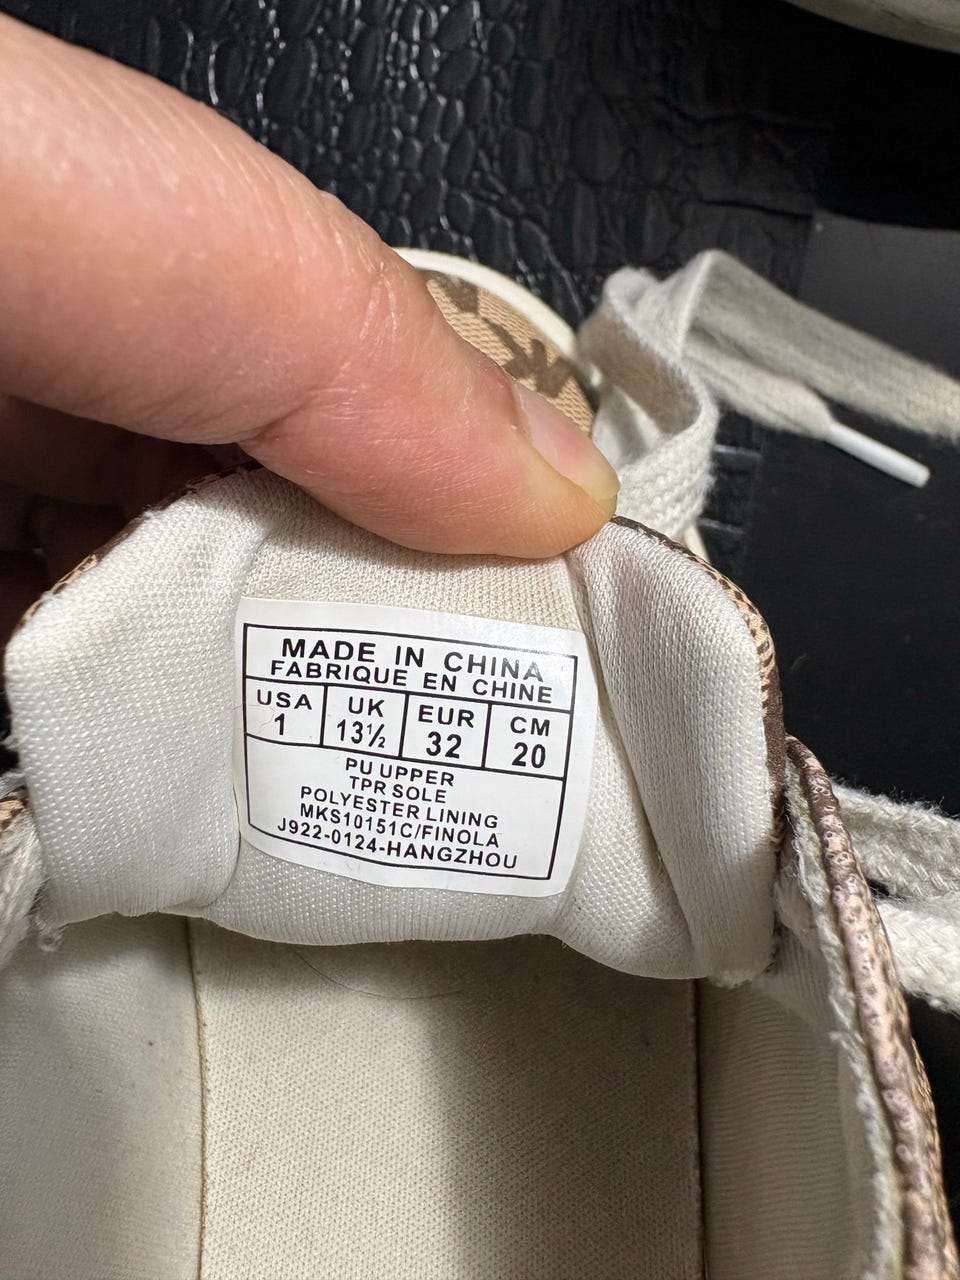 MADE IN CHINA
FABRIQUE EN CHINE
USA UK EUR CM
1 13½ 32 20
PU UPPER
TPR SOLE
POLYESTER LINING
MKS10151C/FINOLA
J922-0124-HANGZHOU